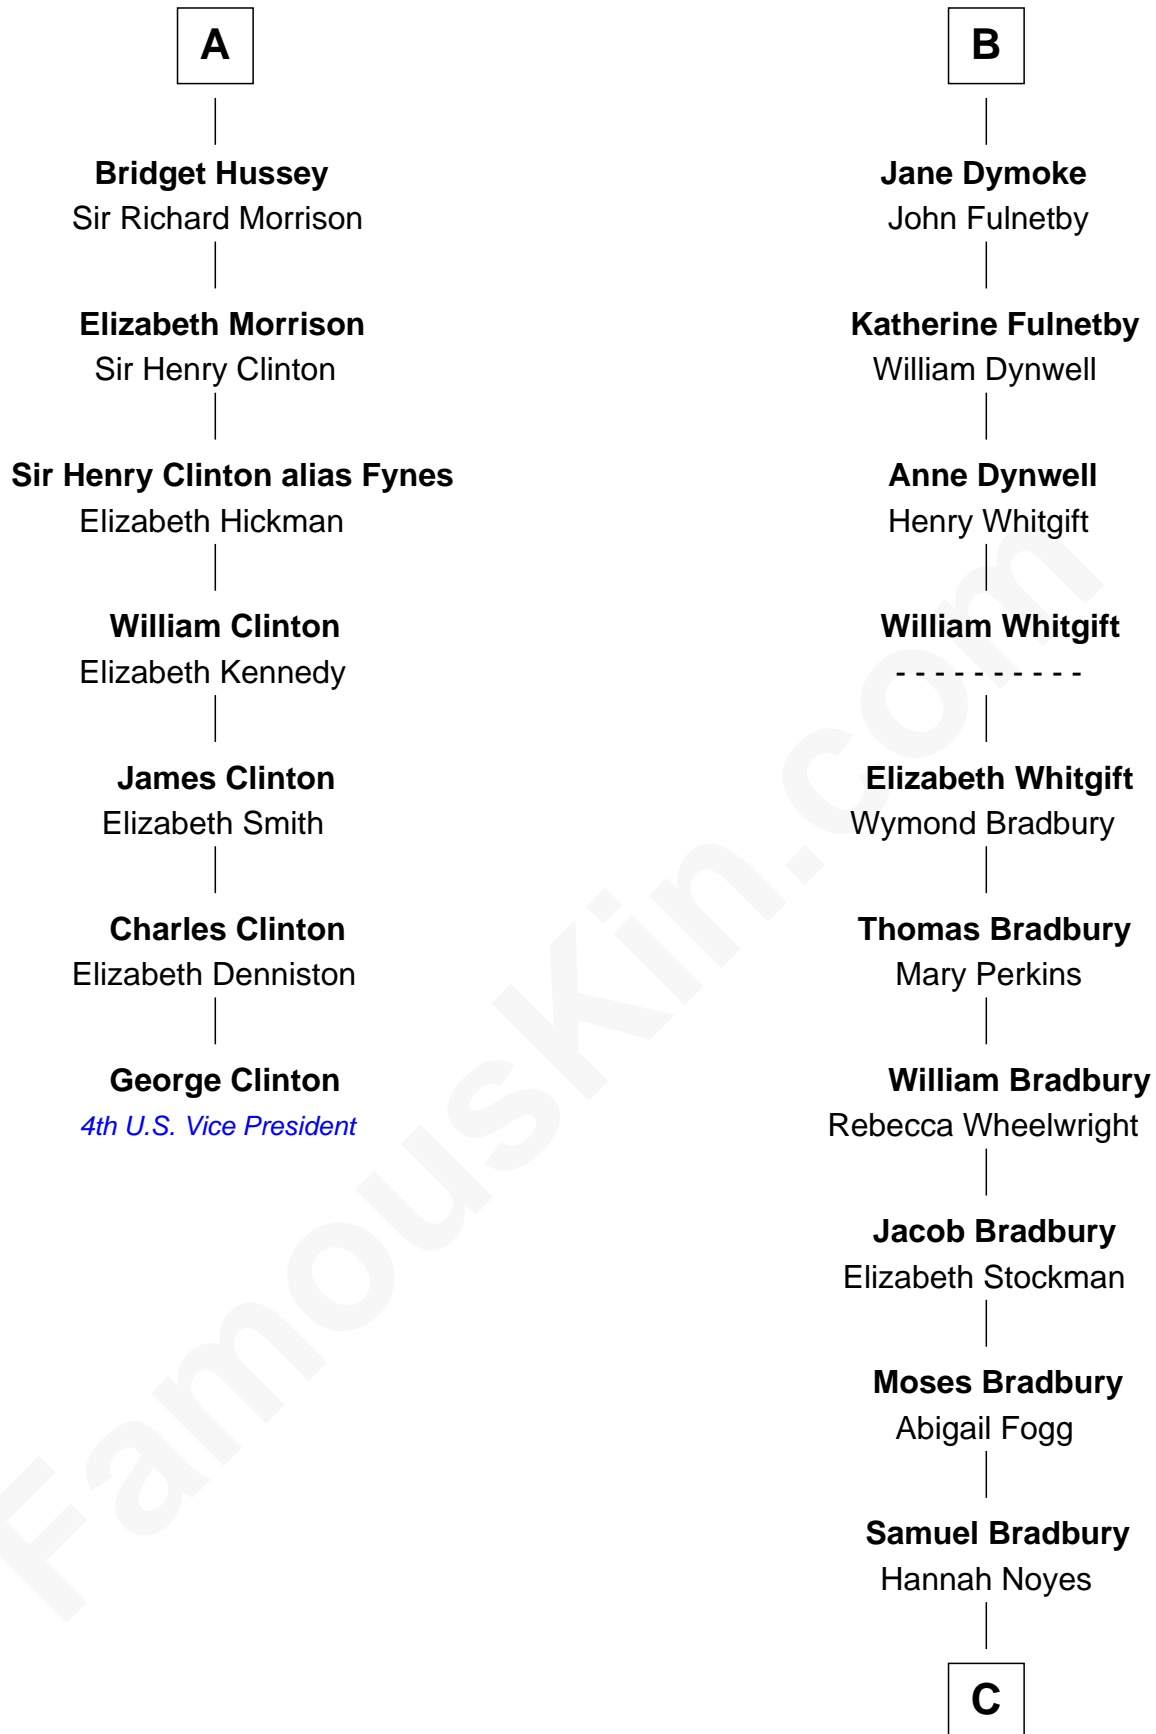 A
Bridget Hussey
Sir Richard Morrison
Elizabeth Morrison
Sir Henry Clinton
Sir Henry Clinton alias Fynes
Elizabeth Hickman
William Clinton
Elizabeth Kennedy
James Clinton
Elizabeth Smith
Charles Clinton
Elizabeth Denniston
George Clinton
4th U.S. Vice President
B
Jane Dymoke
John Fulnetby
Katherine Fulnetby
William Dynwell
Anne Dynwell
Henry Whitgift
William Whitgift
- - - - - - - - - -
Elizabeth Whitgift
Wymond Bradbury
Thomas Bradbury
Mary Perkins
William Bradbury
Rebecca Wheelwright
Jacob Bradbury
Elizabeth Stockman
Moses Bradbury
Abigail Fogg
Samuel Bradbury
Hannah Noyes
C
FamousKin.com